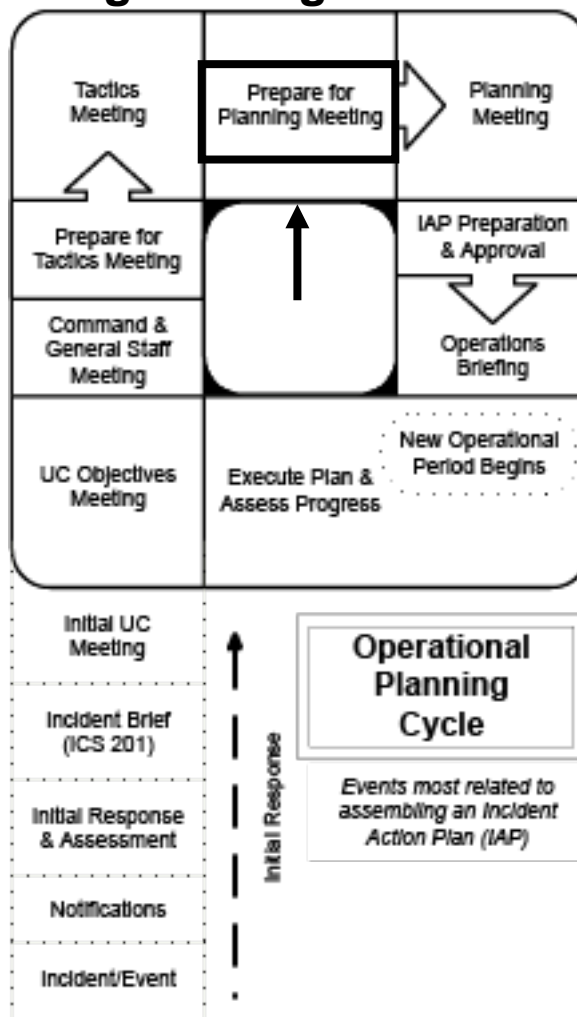 Tactics
Meeting
Prepare for
Planning Meeting
Planning
Meeting
Prepare for
Tactics Meeting
IAP Preparation
& Approval
Command &
General Staff
Meeting
Operations
Briefing
UC Objectives
Meeting
Execute Plan &
Assess Progress
New Operational
Period Begins
Initial UC
Meeting
Incident Brief
(ICS 201)
Initial Response
& Assessment
Notifications
Incident/Event
Initial Response
Operational
Planning
Cycle
Events most related to
assembling an Incident
Action Plan (IAP)